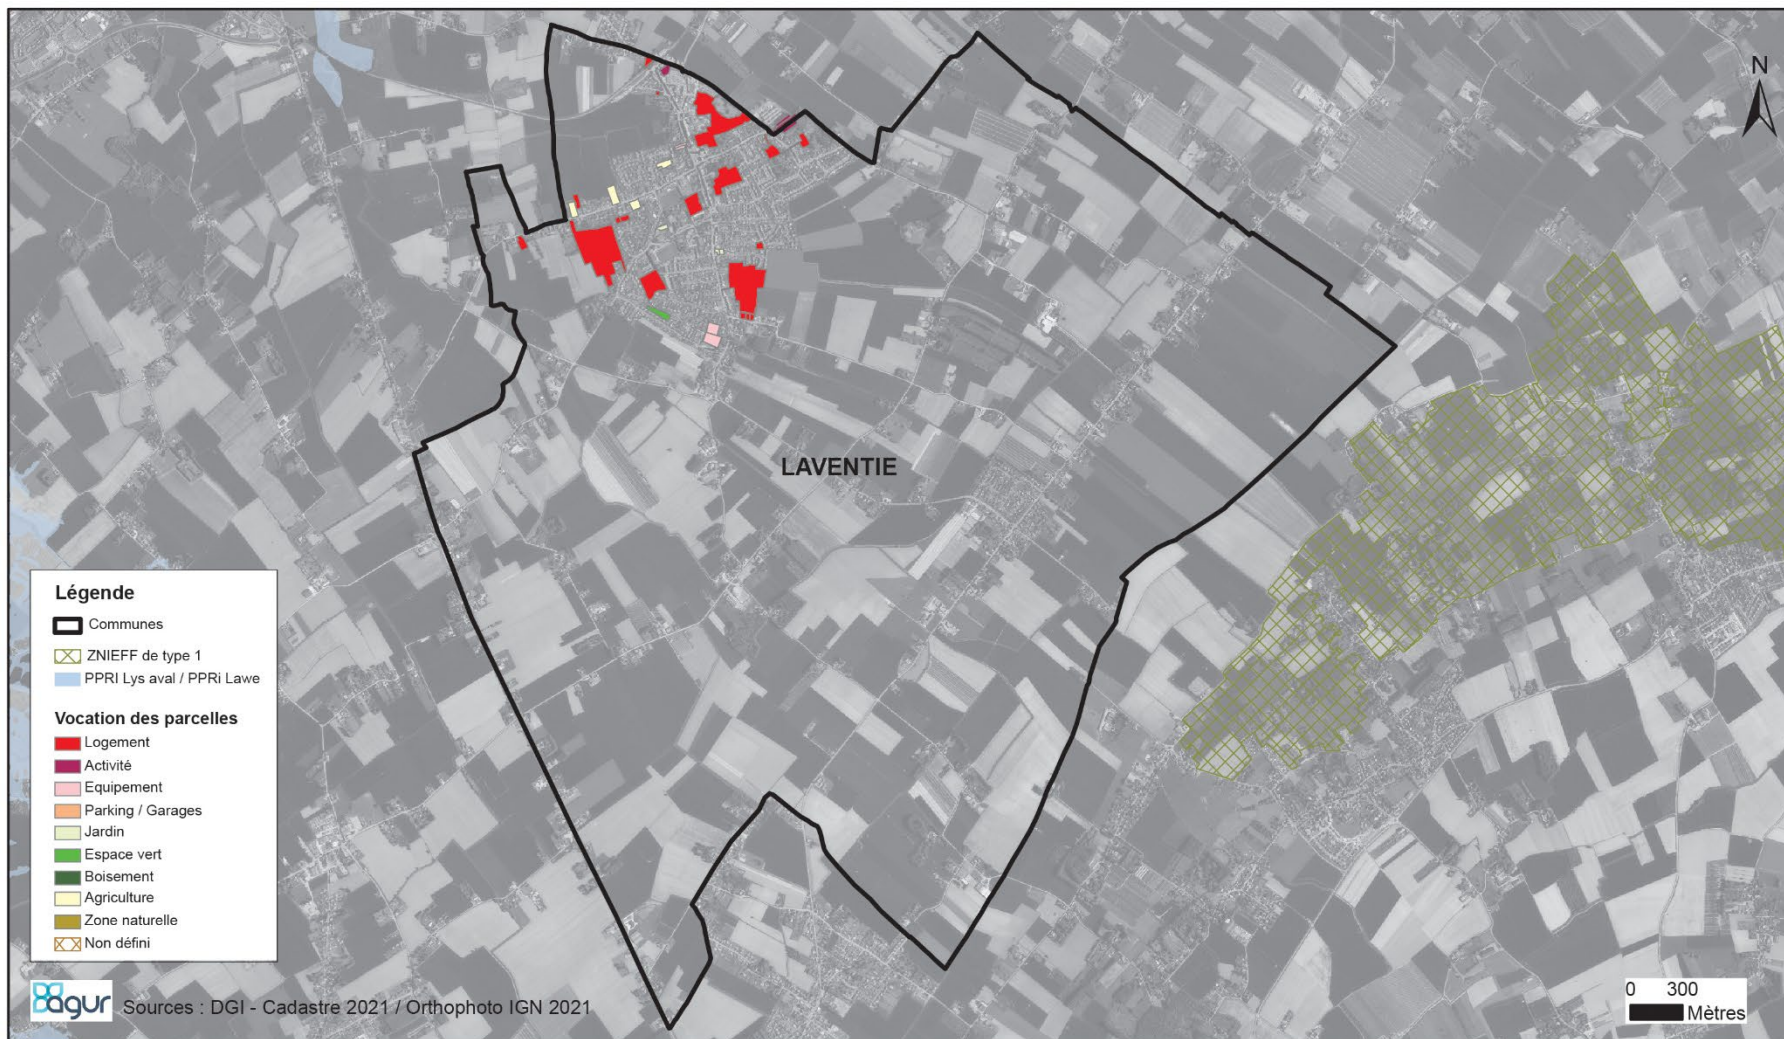 N
LAVENTIE
Légende
Communes
ZNIEFF de type 1
PPRI Lys aval / PPRi Lawe
Vocation des parcelles
Logement
Activité
Equipement
Parking / Garages
Jardin
Espace vert
Boisement
Agriculture
Zone naturelle
Non défini
agur
Sources : DGI - Cadastre 2021 / Orthophoto IGN 2021
0 300
Mètres